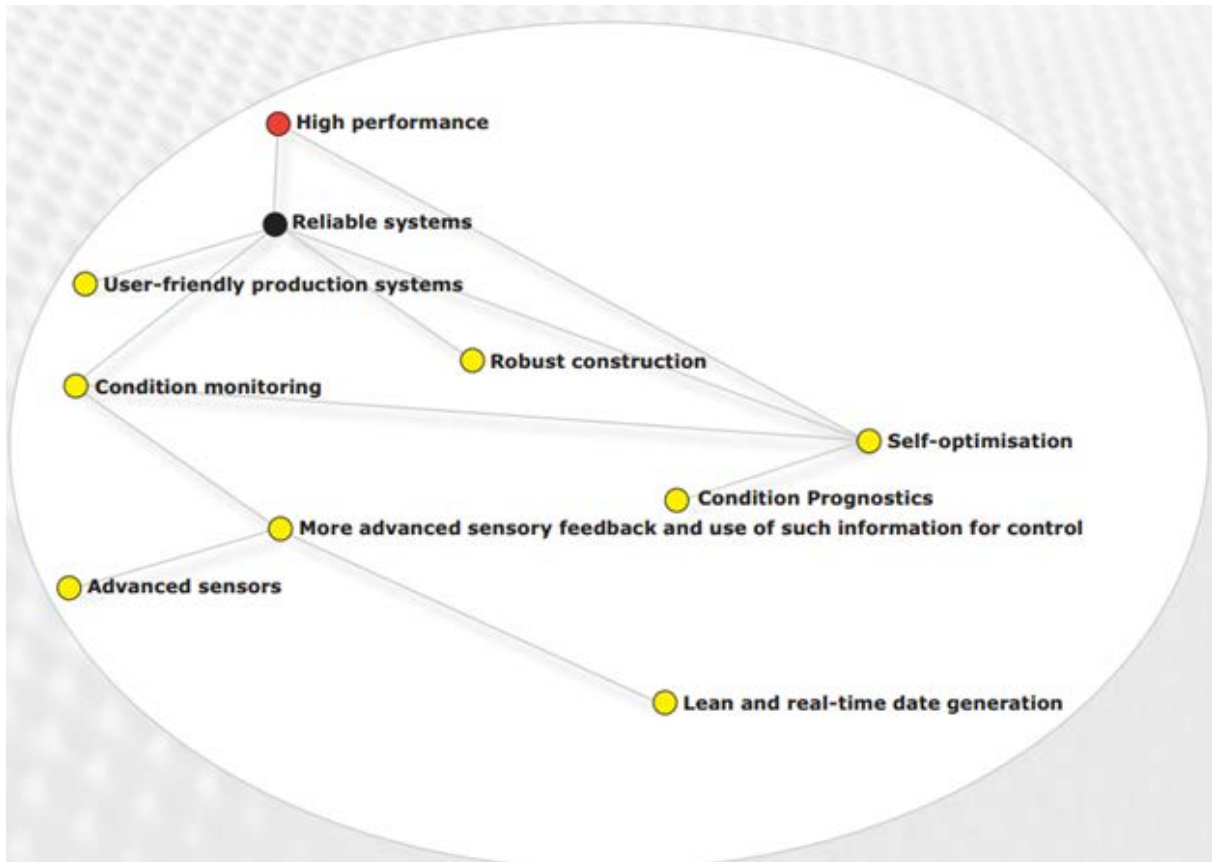 High performance
Reliable systems
User-friendly production systems
Robust construction
Condition monitoring
Self-optimisation
Condition Prognostics
More advanced sensory feedback and use of such information for control
Advanced sensors
Lean and real-time date generation